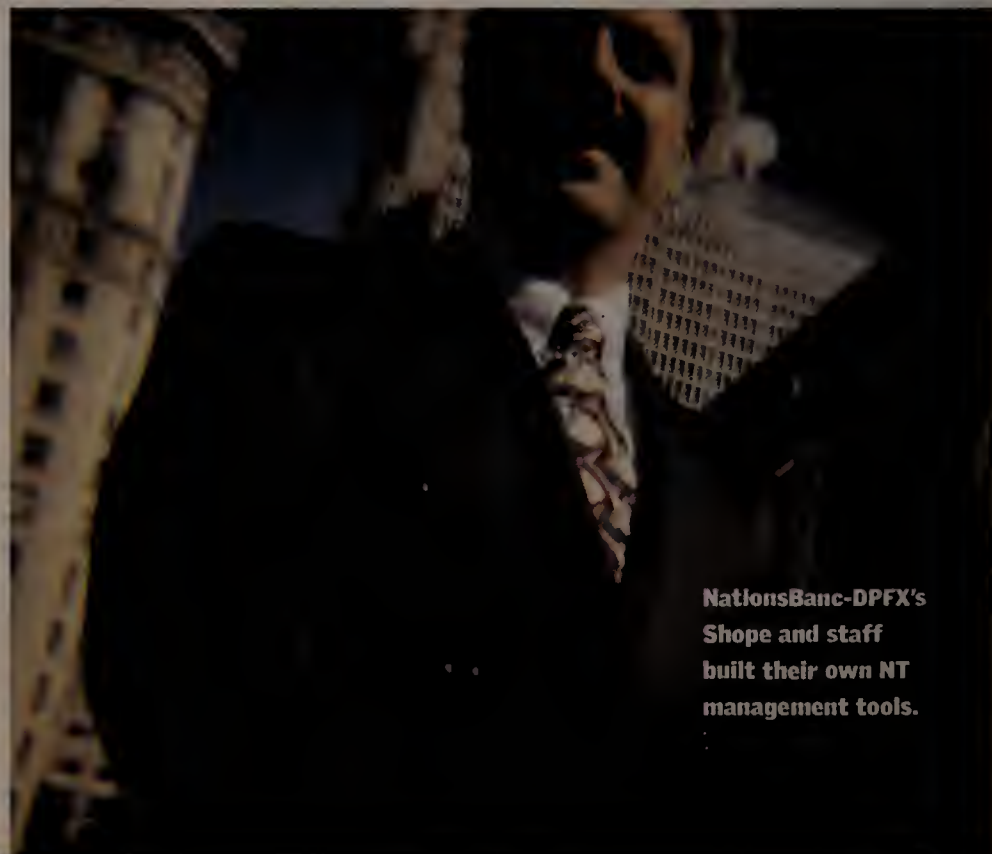 NationsBanc-DPFX's
Shope and staff
built their own NT
management tools.